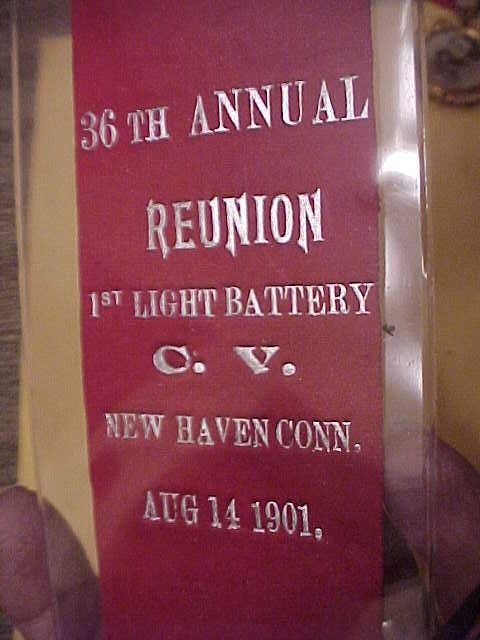 36 TH ANNUAL
REUNION
1ST LIGHT BATTERY
C. V.
NEW HAVEN CONN.
AUG 14 1901.